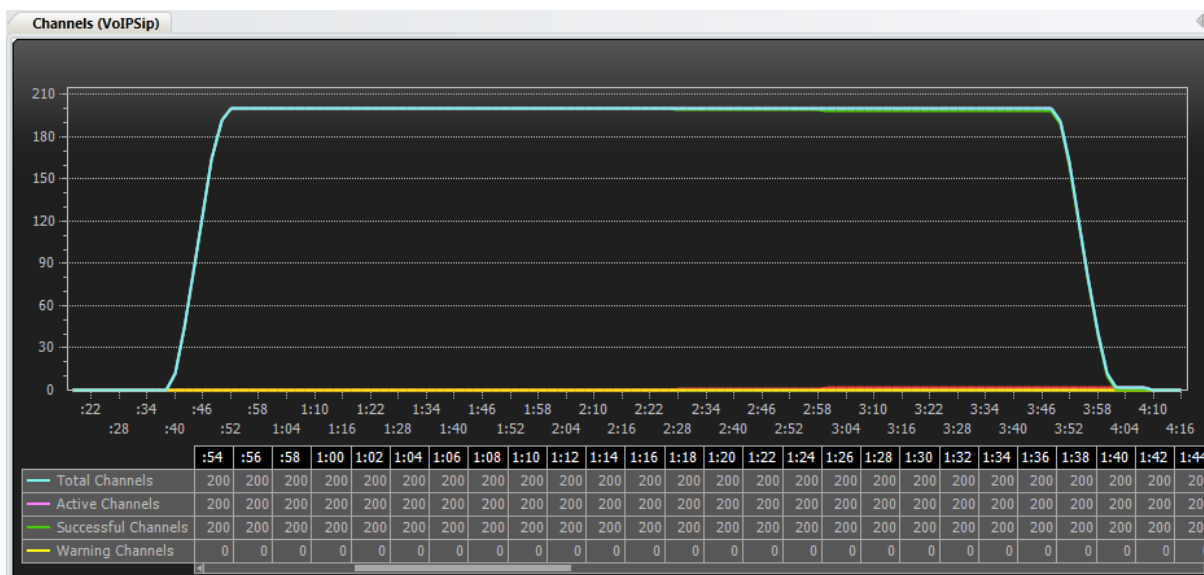 Channels (VoIPSip)
210
180
150
120
90
60
30
0
:22 :34 :46 :58 1:10 1:22 1:34 1:46 1:58 2:10 2:22 2:34 2:46 2:58 3:10 3:22 3:34 3:46 3:58 4:10
:28 :40 :52 1:04 1:16 1:28 1:40 1:52 2:04 2:16 2:28 2:40 2:52 3:04 3:16 3:28 3:40 3:52 4:04 4:16
:54 :56 :58 1:00 1:02 1:04 1:06 1:08 1:10 1:12 1:14 1:16 1:18 1:20 1:22 1:24 1:26 1:28 1:30 1:32 1:34 1:36 1:38 1:40 1:42 1:44
Total Channels 200 200 200 200 200 200 200 200 200 200 200 200 200 200 200 200 200 200 200 200 200 200 200 200 200 20
Active Channels 200 200 200 200 200 200 200 200 200 200 200 200 200 200 200 200 200 200 200 200 200 200 200 200 200 20
Successful Channels 200 200 200 200 200 200 200 200 200 200 200 200 200 200 200 200 200 200 200 200 200 200 200 200 200 20
Warning Channels 0 0 0 0 0 0 0 0 0 0 0 0 0 0 0 0 0 0 0 0 0 0 0 0 0